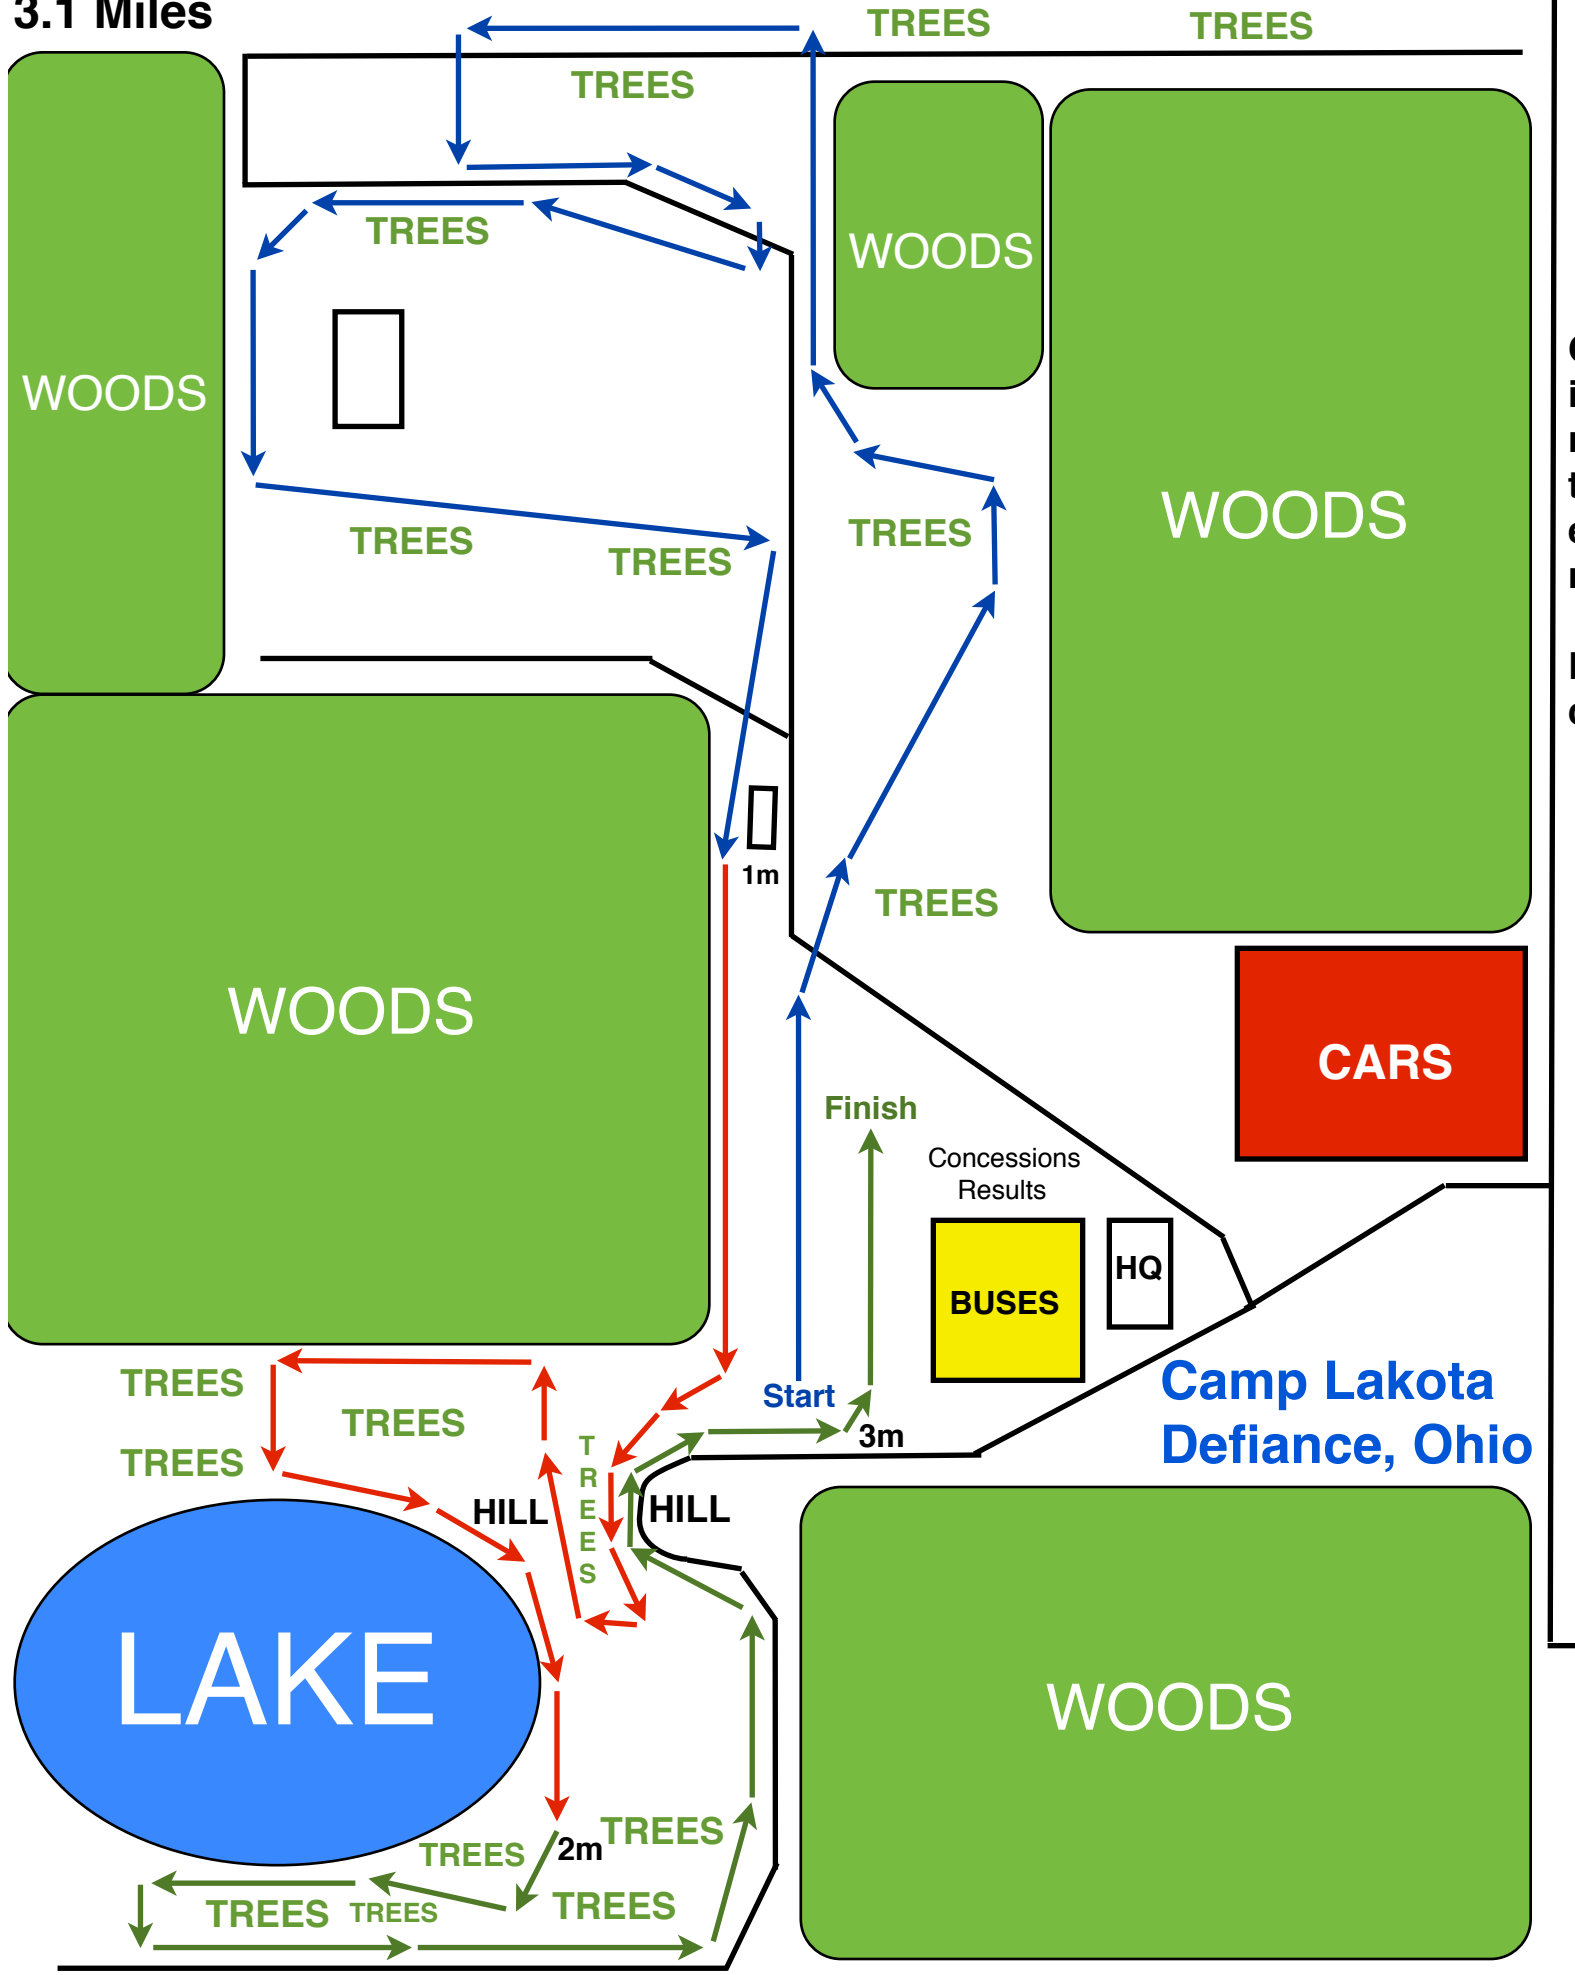 3.1 Miles
TREES
TREES
TREES
WOODS
WOODS
TREES
WOODS
WOODS
TREES
TREES
TREES
1m
TREES
WOODS
CARS
Finish
Concessions
Results
HQ
BUSES
Start
Camp Lakota
Defiance, Ohio
TREES
TREES
TREES
3m
T
R
E
E
S
HILL
HILL
LAKE
WOODS
TREES
2m
TREES
TREES
TREES
TREES